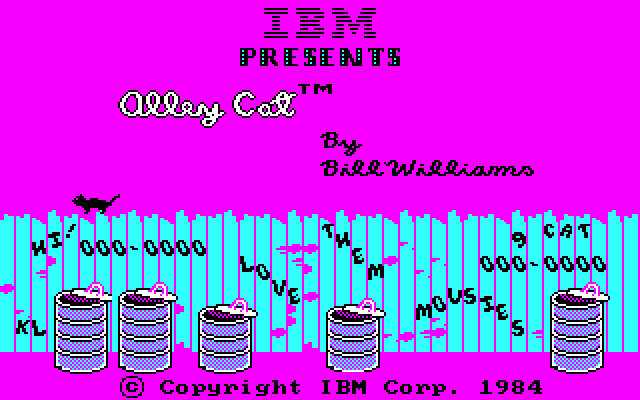 IBM
PRESENTS
Alley Cat™
By
Bill Williams
HI!
000-0000
THEM
9 CAT
000-0000
LOVE
MOUSIES
KL
© Copyright IBM Corp. 1984